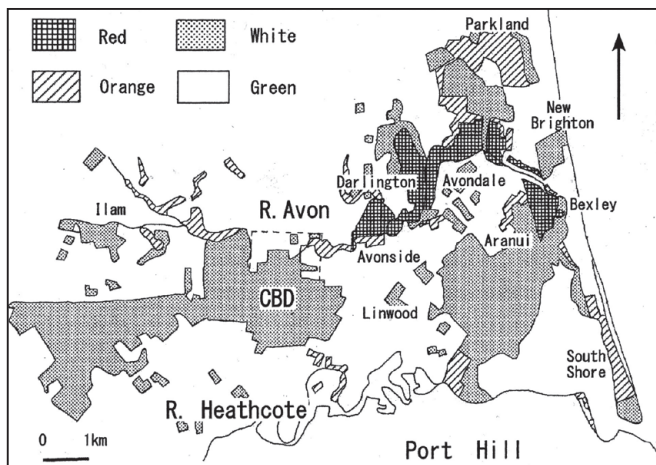 Red
White
Orange
Green
Parkland
New
Brighton
Darlington
Avondale
Bexley
Ilam
R. Avon
Aranui
Avonside
CBD
Linwood
South
Shore
R. Heathcote
0 1km
Port Hill